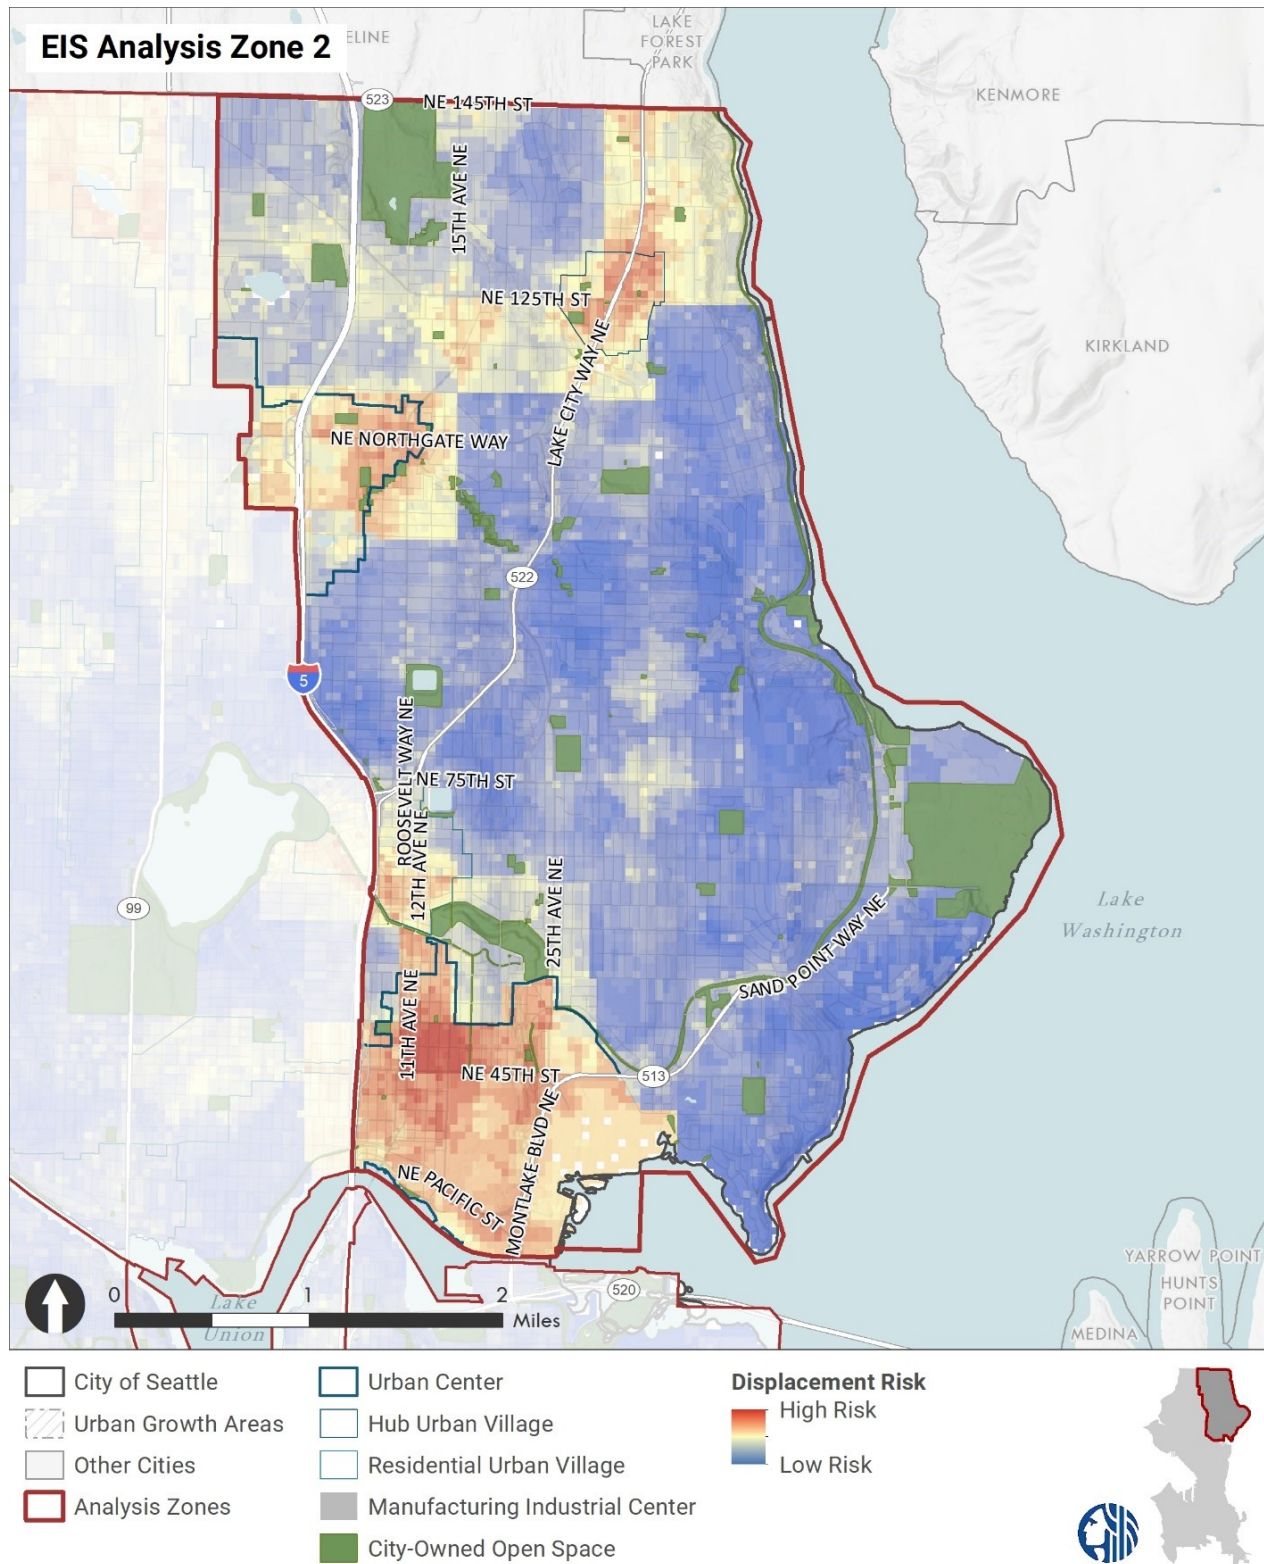 EIS Analysis Zone 2
ELINE
LAKE
FOREST
PARK
KENMORE
523
NE 145TH ST
15TH AVE NE
NE 125TH ST
KIRKLAND
LAKE CITY WAY NE
NE NORTHGATE WAY
522
5
ROOSEVELT WAY NE
NE 75TH ST
12TH AVE NE
25TH AVE NE
99
Lake
Washington
SAND POINT WAY NE
11TH AVE NE
NE 45TH ST
513
MONTLAKE BLVD NE
NE PACIFIC ST
YARROW POINT
HUNTS
POINT
MEDINA
520
Lake
Union
0
1
2
Miles
City of Seattle
Urban Growth Areas
Other Cities
Analysis Zones
Urban Center
Hub Urban Village
Residential Urban Village
Manufacturing Industrial Center
City-Owned Open Space
Displacement Risk
High Risk
Low Risk